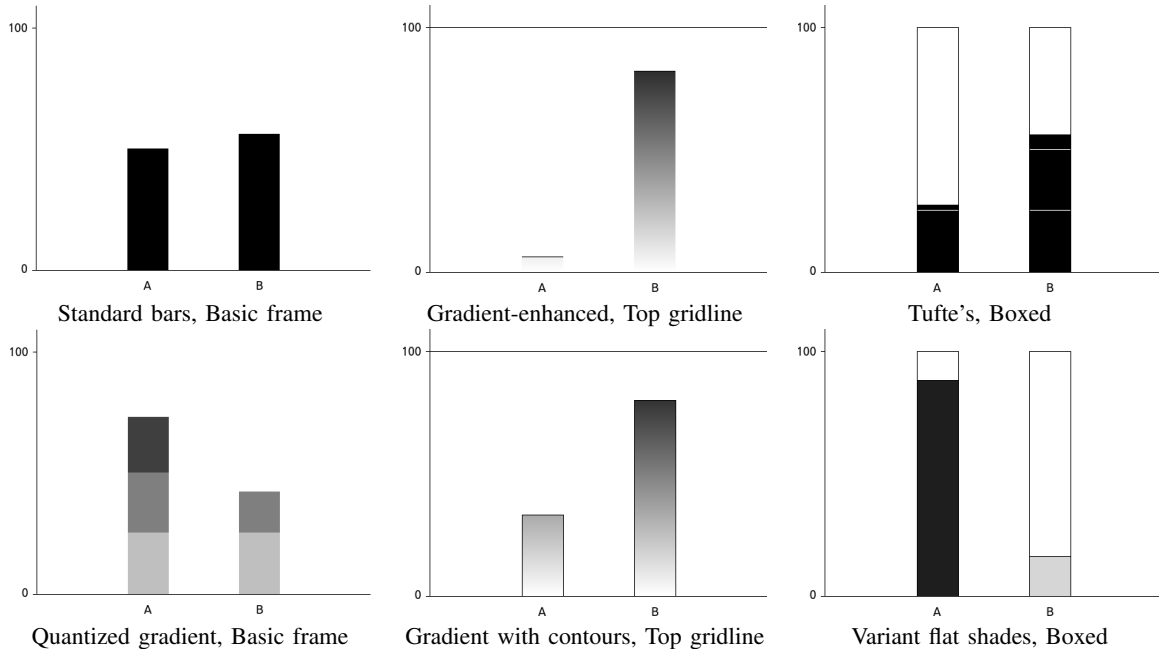 100
0
A B
Standard bars, Basic frame
100
0
A B
Gradient-enhanced, Top gridline
100
0
A B
Tufte's, Boxed
100
0
A B
Quantized gradient, Basic frame
100
0
A B
Gradient with contours, Top gridline
100
0
A B
Variant flat shades, Boxed